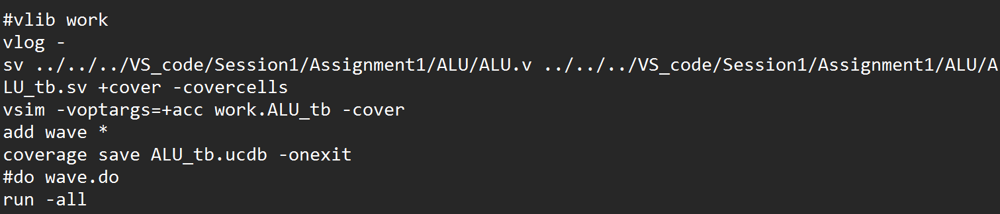 #vlib work
vlog -
sv ../../../VS_code/Session1/Assignment1/ALU/ALU.v ../../../VS_code/Session1/Assignment1/ALU/A
LU_tb.sv +cover -covercells
vsim -voptargs=+acc work.ALU_tb -cover
add wave *
coverage save ALU_tb.ucdb -onexit
#do wave.do
run -all